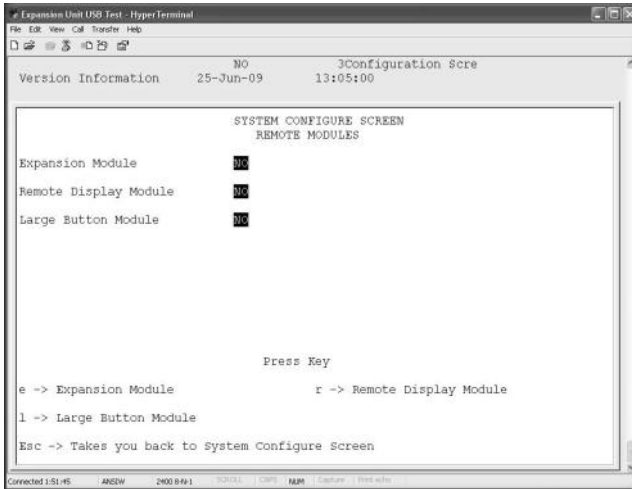 Expansion Unit USB Test - HyperTerminal
File Edit View Call Transfer Help
NO 3Configuration Scre
Version Information 25-Jun-09 13:05:00
SYSTEM CONFIGURE SCREEN
REMOTE MODULES
Expansion Module NO
Remote Display Module NO
Large Button Module NO
Press Key
e -> Expansion Module r -> Remote Display Module
l -> Large Button Module
Esc -> Takes you back to System Configure Screen
Connected 1:51:45 ANSIW 2400 8-N-1 SCROLL CAPS NUM Capture Print echo